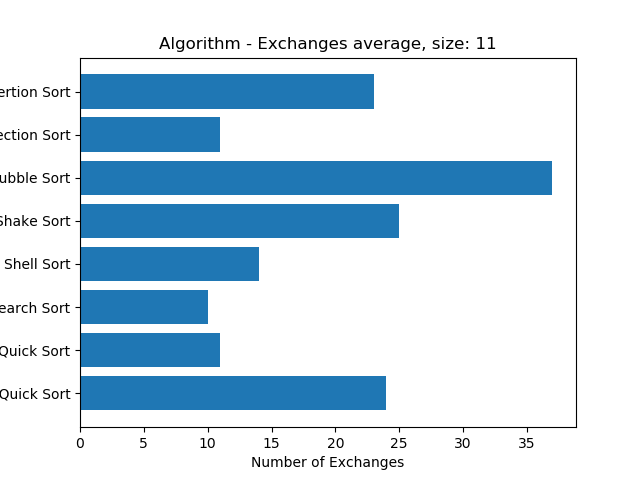 Algorithm - Exchanges average, size: 11
ertion Sort
ection Sort
ubble Sort
Shake Sort
Shell Sort
earch Sort
Quick Sort
Quick Sort
0 5 10 15 20 25 30 35
Number of Exchanges